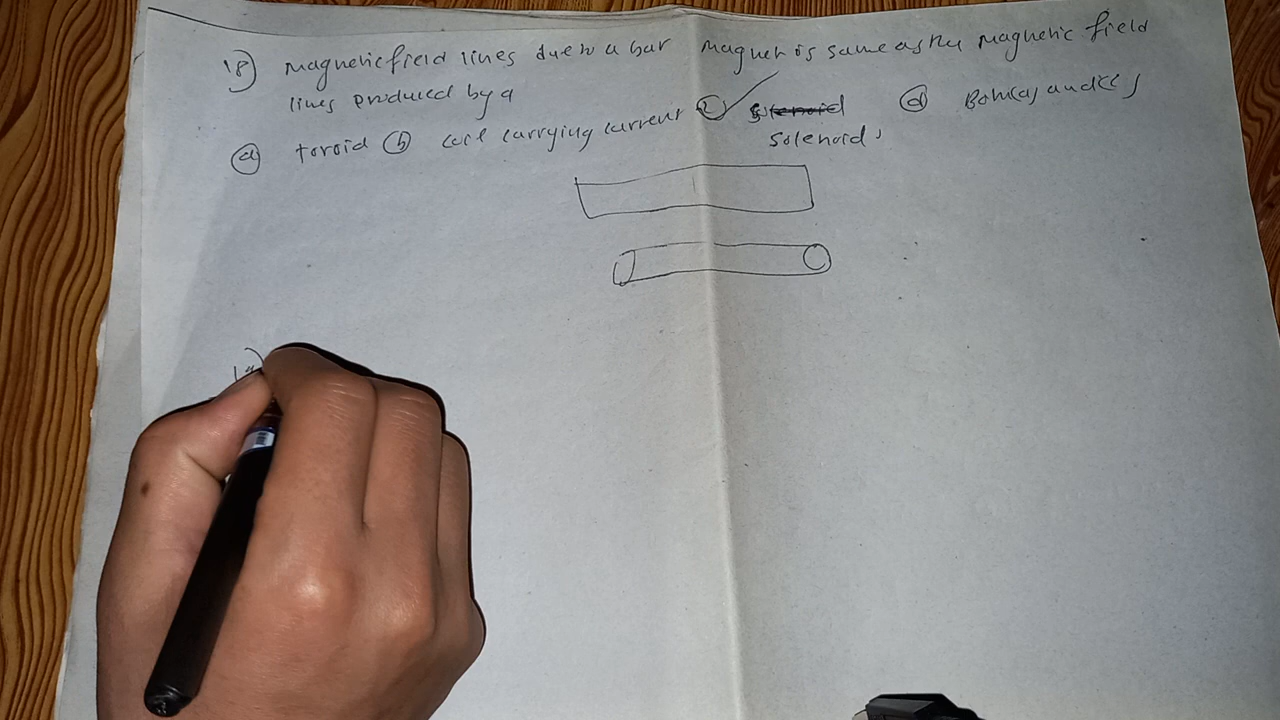 18) Magnetic field lines due to a bar magnet is same as the magnetic field
lines produced by a
(a) toroid (b) coil carrying current (c) solenoid (d) Both (a) and (c)
solenoid,
19)